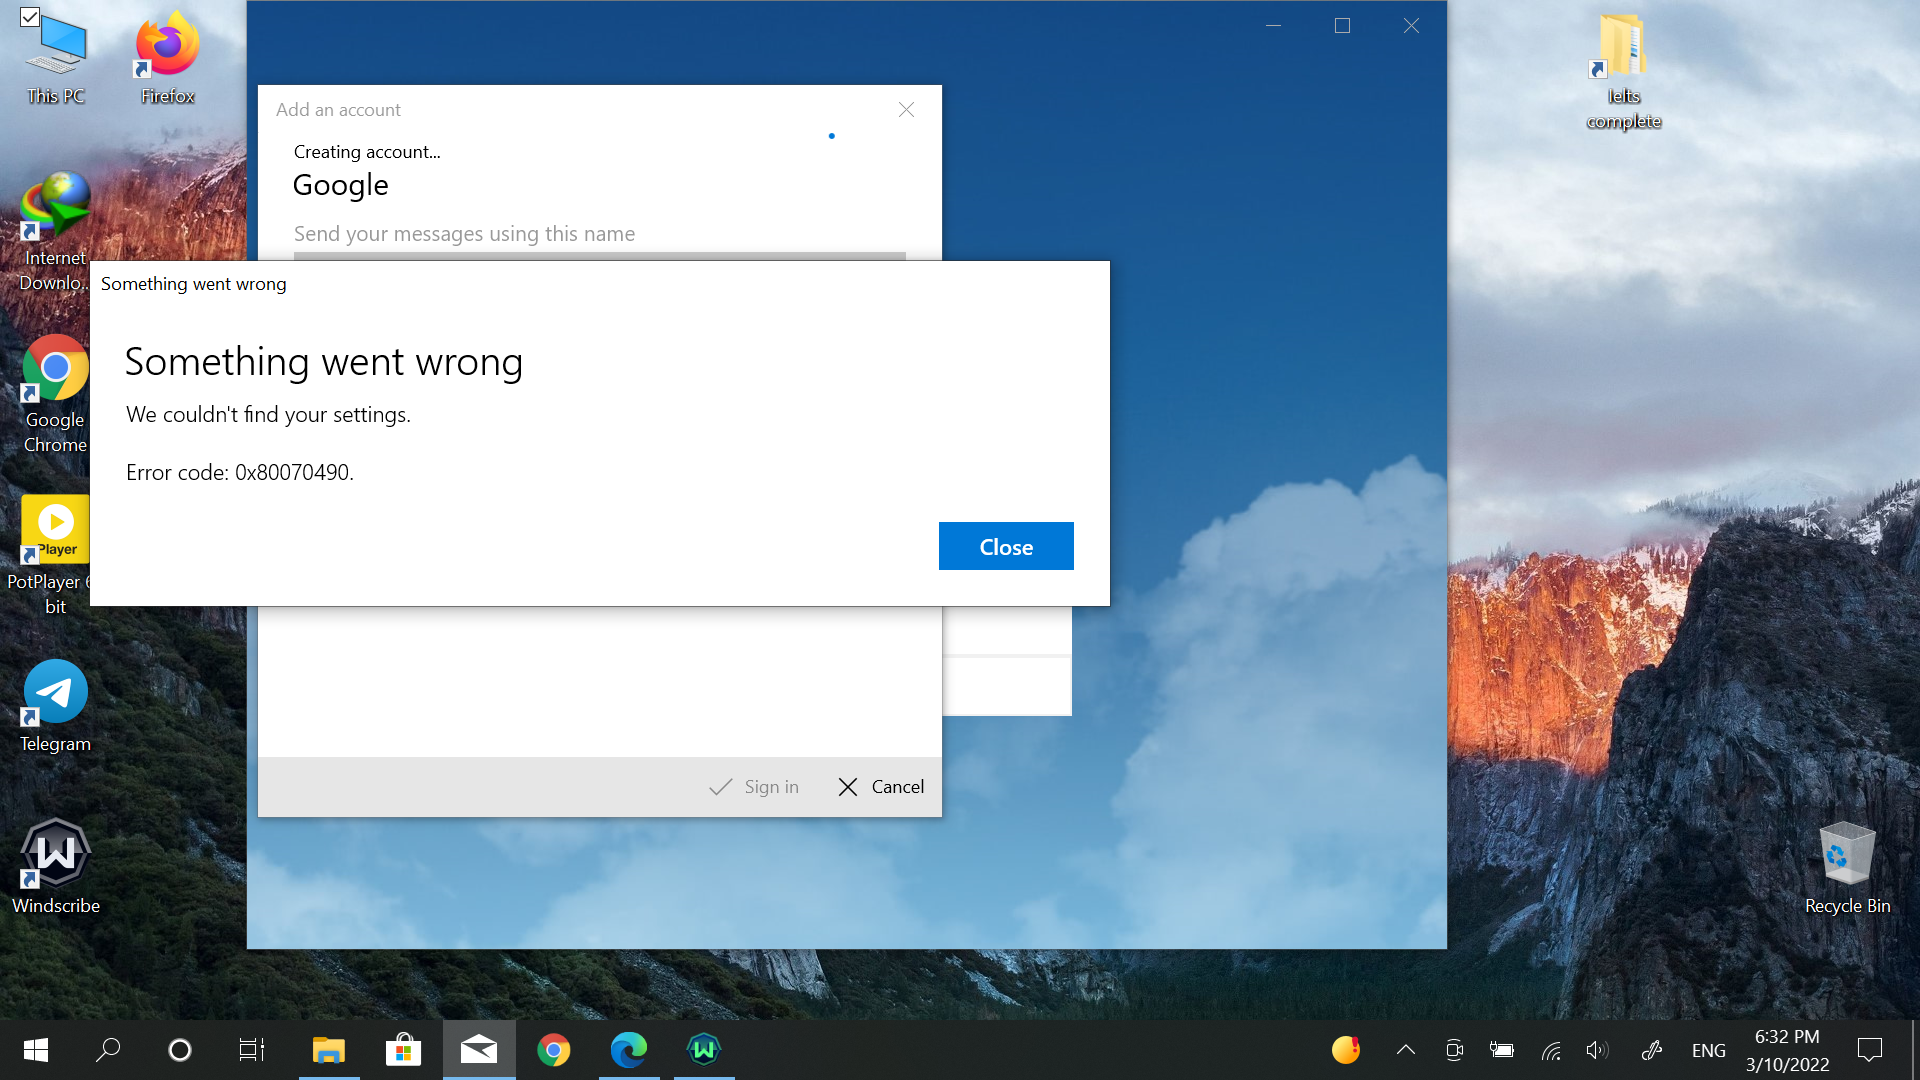 This PC
Firefox
Internet
Downlo...
Google
Chrome
Player
PotPlayer 6
bit
Telegram
Windscribe
Add an account
Creating account...
Google
Send your messages using this name
Something went wrong
Something went wrong
We couldn't find your settings.
Error code: 0x80070490.
Close
Sign in
Cancel
Ielts
complete
Recycle Bin
ENG
6:32 PM
3/10/2022